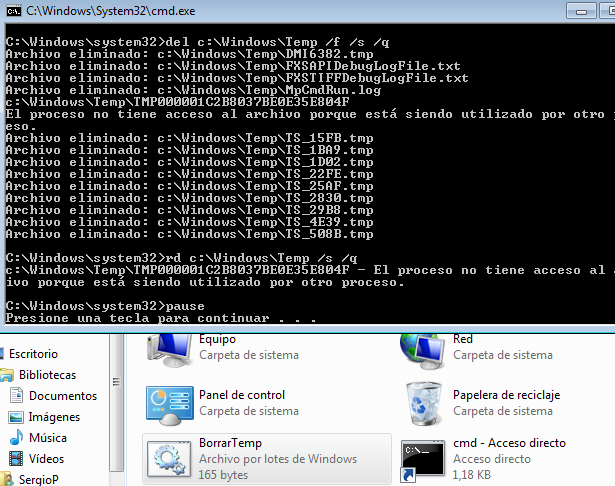 C:\Windows\System32\cmd.exe
C:\Windows\system32>del c:\Windows\Temp /f /s /q
Archivo eliminado: c:\Windows\Temp\DMI6382.tmp
Archivo eliminado: c:\Windows\Temp\FXSAPIDebugLogFile.txt
Archivo eliminado: c:\Windows\Temp\FXSTIFFDebugLogFile.txt
Archivo eliminado: c:\Windows\Temp\MpCmdRun.log
c:\Windows\Temp\TMP000001C2B8037BE0E35E804F
El proceso no tiene acceso al archivo porque está siendo utilizado por otro p
eso.
Archivo eliminado: c:\Windows\Temp\TS_15FB.tmp
Archivo eliminado: c:\Windows\Temp\TS_1BA9.tmp
Archivo eliminado: c:\Windows\Temp\TS_1D02.tmp
Archivo eliminado: c:\Windows\Temp\TS_22FE.tmp
Archivo eliminado: c:\Windows\Temp\TS_25AF.tmp
Archivo eliminado: c:\Windows\Temp\TS_2830.tmp
Archivo eliminado: c:\Windows\Temp\TS_29B8.tmp
Archivo eliminado: c:\Windows\Temp\TS_4E39.tmp
Archivo eliminado: c:\Windows\Temp\TS_508B.tmp
C:\Windows\system32>rd c:\Windows\Temp /s /q
c:\Windows\Temp\TMP000001C2B8037BE0E35E804F - El proceso no tiene acceso al a
ivo porque está siendo utilizado por otro proceso.
C:\Windows\system32>pause
Presione una tecla para continuar . . .
Escritorio
Bibliotecas
Documentos
Imágenes
Música
Vídeos
SergioP
Equipo
Carpeta de sistema
Red
Carpeta de sistema
Panel de control
Carpeta de sistema
Papelera de reciclaje
Carpeta de sistema
BorrarTemp
Archivo por lotes de Windows
165 bytes
cmd - Acceso directo
Acceso directo
1,18 KB